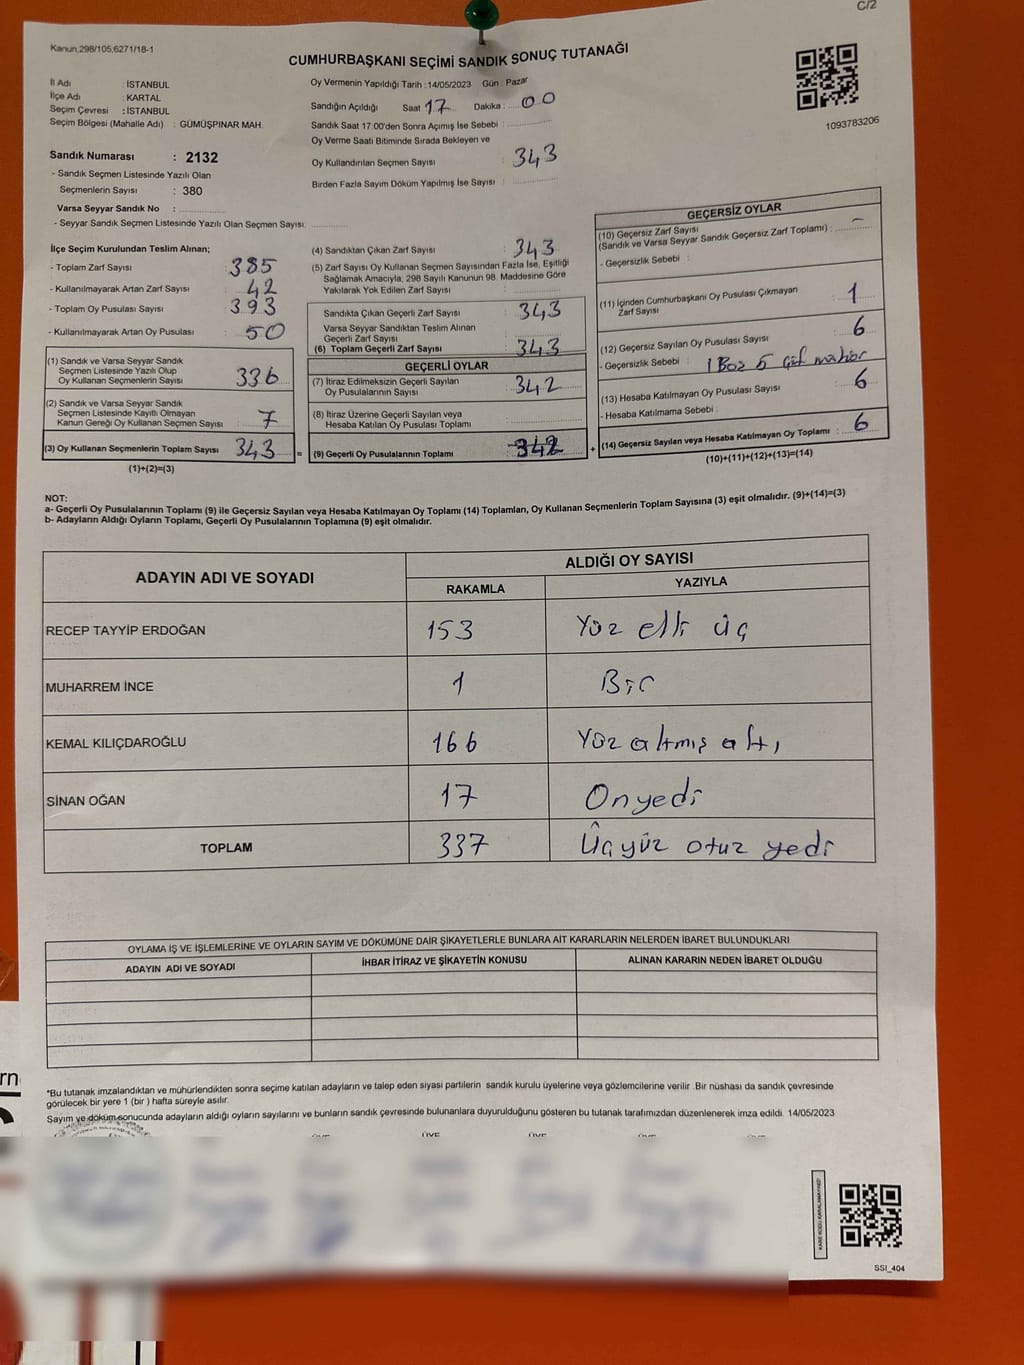 C/2
Kanun,298/105;6271/18-1
CUMHURBAŞKANI SEÇİMİ SANDIK SONUÇ TUTANAĞI
İl Adı : İSTANBUL
İlçe Adı : KARTAL
Seçim Çevresi : İSTANBUL
Seçim Bölgesi (Mahalle Adı) : GÜMÜŞPINAR MAH.
Oy Vermenin Yapıldığı Tarih : 14/05/2023 Gün : Pazar
Sandığın Açıldığı Saat 17 Dakika : 00
Sandık Saat 17:00'den Sonra Açılmış İse Sebebi :
Oy Verme Saati Bitiminde Sırada Bekleyen ve
Oy Kullandırılan Seçmen Sayısı : 343
Birden Fazla Sayım Döküm Yapılmış İse Sayısı :
1093783206
Sandık Numarası : 2132
- Sandık Seçmen Listesinde Yazılı Olan
Seçmenlerin Sayısı : 380
Varsa Seyyar Sandık No :
- Seyyar Sandık Seçmen Listesinde Yazılı Olan Seçmen Sayısı:
İlçe Seçim Kurulundan Teslim Alınan;
- Toplam Zarf Sayısı : 385
- Kullanılmayarak Artan Zarf Sayısı : 42
- Toplam Oy Pusulası Sayısı : 393
- Kullanılmayarak Artan Oy Pusulası : 50
(1) Sandık ve Varsa Seyyar Sandık
Seçmen Listesinde Yazılı Olup
Oy Kullanan Seçmenlerin Sayısı : 336
(2) Sandık ve Varsa Seyyar Sandık
Seçmen Listesinde Kayıtlı Olmayan
Kanun Gereği Oy Kullanan Seçmen Sayısı : 7
(3) Oy Kullanan Seçmenlerin Toplam Sayısı : 343 =
(1)+(2)=(3)
(4) Sandıktan Çıkan Zarf Sayısı : 343
(5) Zarf Sayısı Oy Kullanan Seçmen Sayısından Fazla İse, Eşitliği
Sağlamak Amacıyla, 298 Sayılı Kanunun 98. Maddesine Göre
Yakılarak Yok Edilen Zarf Sayısı :
Sandıkta Çıkan Geçerli Zarf Sayısı : 343
Varsa Seyyar Sandıktan Teslim Alınan
Geçerli Zarf Sayısı :
(6) Toplam Geçerli Zarf Sayısı : 343
GEÇERLİ OYLAR
(7) İtiraz Edilmeksizin Geçerli Sayılan
Oy Pusulalarının Sayısı : 342
(8) İtiraz Üzerine Geçerli Sayılan veya
Hesaba Katılan Oy Pusulası Toplamı :
(9) Geçerli Oy Pusulalarının Toplamı : 342 +
GEÇERSİZ OYLAR
(10) Geçersiz Zarf Sayısı
(Sandık ve Varsa Seyyar Sandık Geçersiz Zarf Toplamı) : -
- Geçersizlik Sebebi :
(11) İçinden Cumhurbaşkanı Oy Pusulası Çıkmayan
Zarf Sayısı : 1
(12) Geçersiz Sayılan Oy Pusulası Sayısı : 6
- Geçersizlik Sebebi : 1 Boş 5 Çift mühür
(13) Hesaba Katılmayan Oy Pusulası Sayısı : 6
- Hesaba Katılmama Sebebi :
(14) Geçersiz Sayılan veya Hesaba Katılmayan Oy Toplamı : 6
(10)+(11)+(12)+(13)=(14)
NOT:
a- Geçerli Oy Pusulalarının Toplamı (9) ile Geçersiz Sayılan veya Hesaba Katılmayan Oy Toplamı (14) Toplamları, Oy Kullanan Seçmenlerin Toplam Sayısına (3) eşit olmalıdır. (9)+(14)=(3)
b- Adayların Aldığı Oyların Toplamı, Geçerli Oy Pusulalarının Toplamına (9) eşit olmalıdır.
ADAYIN ADI VE SOYADI
ALDIĞI OY SAYISI
RAKAMLA YAZIYLA
RECEP TAYYİP ERDOĞAN 153 Yüz elli üç
MUHARREM İNCE 1 Bir
KEMAL KILIÇDAROĞLU 166 Yüz altmış altı
SİNAN OĞAN 17 Onyedi
TOPLAM 337 Üçyüz otuz yedi
OYLAMA İŞ VE İŞLEMLERİNE VE OYLARIN SAYIM VE DÖKÜMÜNE DAİR ŞİKAYETLERLE BUNLARA AİT KARARLARIN NELERDEN İBARET BULUNDUKLARI
ADAYIN ADI VE SOYADI İHBAR İTİRAZ VE ŞİKAYETİN KONUSU ALINAN KARARIN NEDEN İBARET OLDUĞU
*Bu tutanak imzalandıktan ve mühürlendikten sonra seçime katılan adayların ve talep eden siyasi partilerin sandık kurulu üyelerine veya gözlemcilerine verilir .Bir nüshası da sandık çevresinde
görülecek bir yere 1 (bir ) hafta süreyle asılır.
Sayım ve döküm sonucunda adayların aldığı oyların sayılarını ve bunların sandık çevresinde bulunanlara duyurulduğunu gösteren bu tutanak tarafımızdan düzenlenerek imza edildi. 14/05/2023
ÜYE
KARE KODU KARALAMAYINIZ!
SSI_404